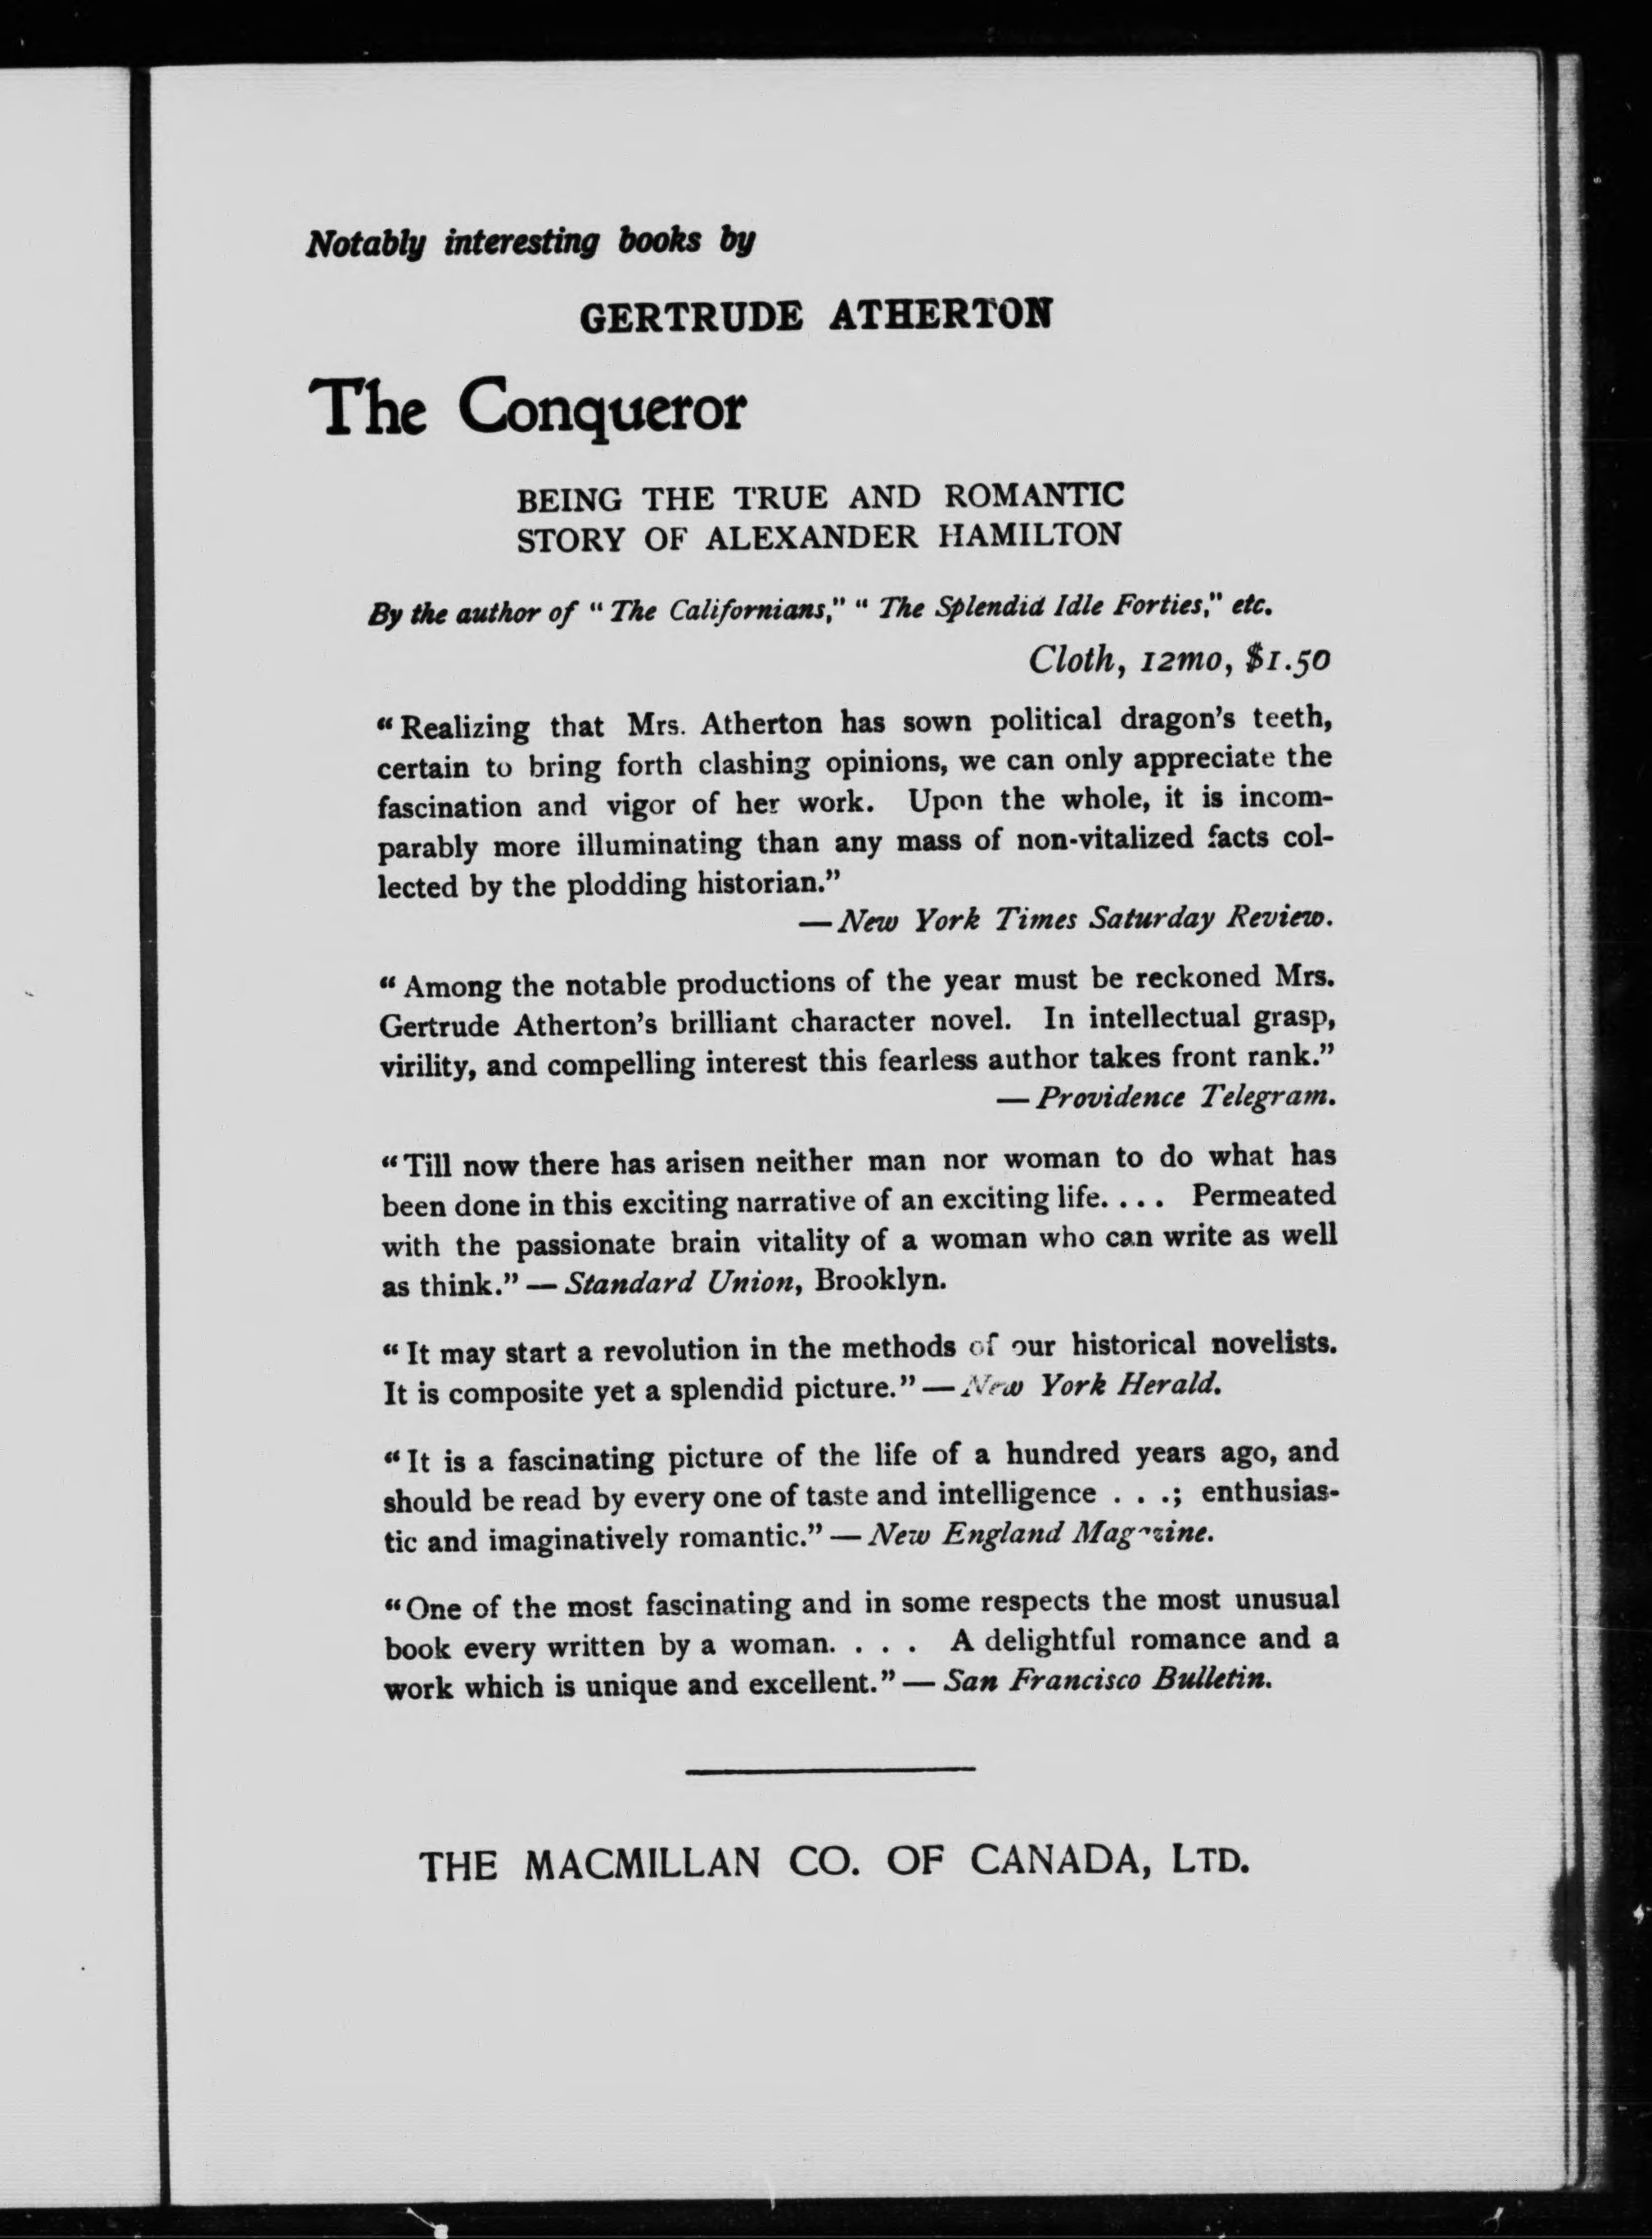 Notably interesting books by
GERTRUDE ATHERTON
The Conqueror
BEING THE TRUE AND ROMANTIC
STORY OF ALEXANDER HAMILTON
By the author of “The Californians,” “The Splendid Idle Forties,” etc.
Cloth, 12mo, $1.50
“Realizing that Mrs. Atherton has sown political dragon’s teeth,
certain to bring forth clashing opinions, we can only appreciate the
fascination and vigor of her work. Upon the whole, it is incom-
parably more illuminating than any mass of non-vitalized facts col-
lected by the plodding historian.”
—New York Times Saturday Review.
“Among the notable productions of the year must be reckoned Mrs.
Gertrude Atherton’s brilliant character novel. In intellectual grasp,
virility, and compelling interest this fearless author takes front rank.”
—Providence Telegram.
“Till now there has arisen neither man nor woman to do what has
been done in this exciting narrative of an exciting life. . . . Permeated
with the passionate brain vitality of a woman who can write as well
as think.”—Standard Union, Brooklyn.
“It may start a revolution in the methods of our historical novelists.
It is composite yet a splendid picture.”—New York Herald.
“It is a fascinating picture of the life of a hundred years ago, and
should be read by every one of taste and intelligence . . .; enthusias-
tic and imaginatively romantic.”—New England Magazine.
“One of the most fascinating and in some respects the most unusual
book every written by a woman. . . . A delightful romance and a
work which is unique and excellent.”—San Francisco Bulletin.
THE MACMILLAN CO. OF CANADA, LTD.